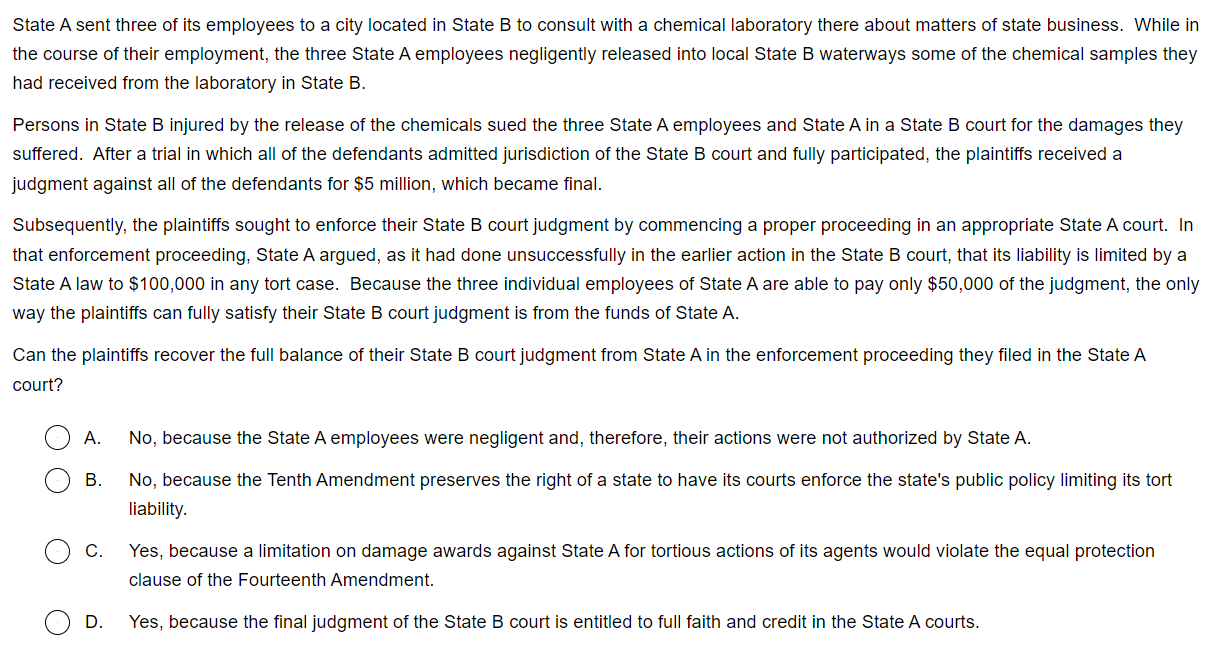 State A sent three of its employees to a city located in State B to consult with a chemical laboratory there about matters of state business.  While in
the course of their employment, the three State A employees negligently released into local State B waterways some of the chemical samples they
had received from the laboratory in State B.
Persons in State B injured by the release of the chemicals sued the three State A employees and State A in a State B court for the damages they
suffered.  After a trial in which all of the defendants admitted jurisdiction of the State B court and fully participated, the plaintiffs received a
judgment against all of the defendants for $5 million, which became final.
Subsequently, the plaintiffs sought to enforce their State B court judgment by commencing a proper proceeding in an appropriate State A court.  In
that enforcement proceeding, State A argued, as it had done unsuccessfully in the earlier action in the State B court, that its liability is limited by a
State A law to $100,000 in any tort case.  Because the three individual employees of State A are able to pay only $50,000 of the judgment, the only
way the plaintiffs can fully satisfy their State B court judgment is from the funds of State A.
Can the plaintiffs recover the full balance of their State B court judgment from State A in the enforcement proceeding they filed in the State A
court?
A. No, because the State A employees were negligent and, therefore, their actions were not authorized by State A.
B. No, because the Tenth Amendment preserves the right of a state to have its courts enforce the state's public policy limiting its tort
liability.
C. Yes, because a limitation on damage awards against State A for tortious actions of its agents would violate the equal protection
clause of the Fourteenth Amendment.
D. Yes, because the final judgment of the State B court is entitled to full faith and credit in the State A courts.